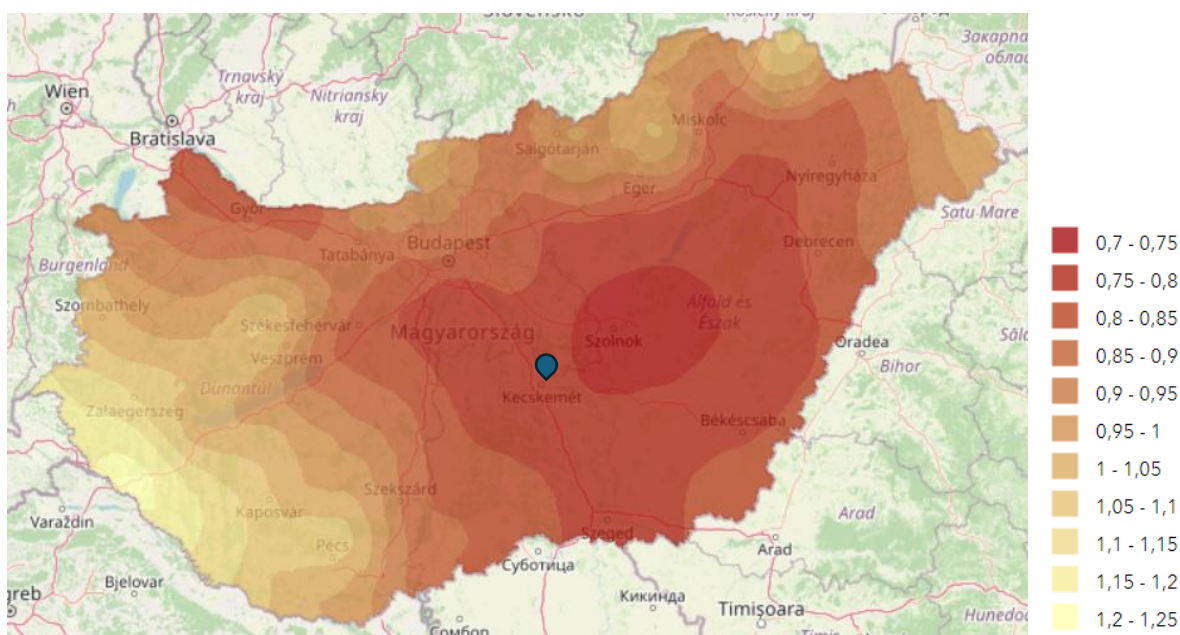 Slovensko
Košický kraj
Закарпа
обла
Wien
Trnavský
kraj
Nitriansky
kraj
Bratislava
Miskolc
Salgótarján
Eger
Nyíregyháza
Satu Mare
Győr
Budapest
Debrecen
Tatabánya
Burgenland
Szombathely
Székesfehérvár
Magyarország
Alföld és
Észak
Szolnok
Oradea
Veszprém
Bihor
Dunántúl
Kecskemét
Zalaegerszeg
Békéscsaba
Szekszárd
Kaposvár
Varaždin
Szeged
Arad
Pécs
Суботица
Arad
Bjelovar
greb
Кикинда
Timișoara
Hunedo
Сомбор
Timiș
0,7 - 0,75
0,75 - 0,8
0,8 - 0,85
0,85 - 0,9
0,9 - 0,95
0,95 - 1
1 - 1,05
1,05 - 1,1
1,1 - 1,15
1,15 - 1,2
1,2 - 1,25